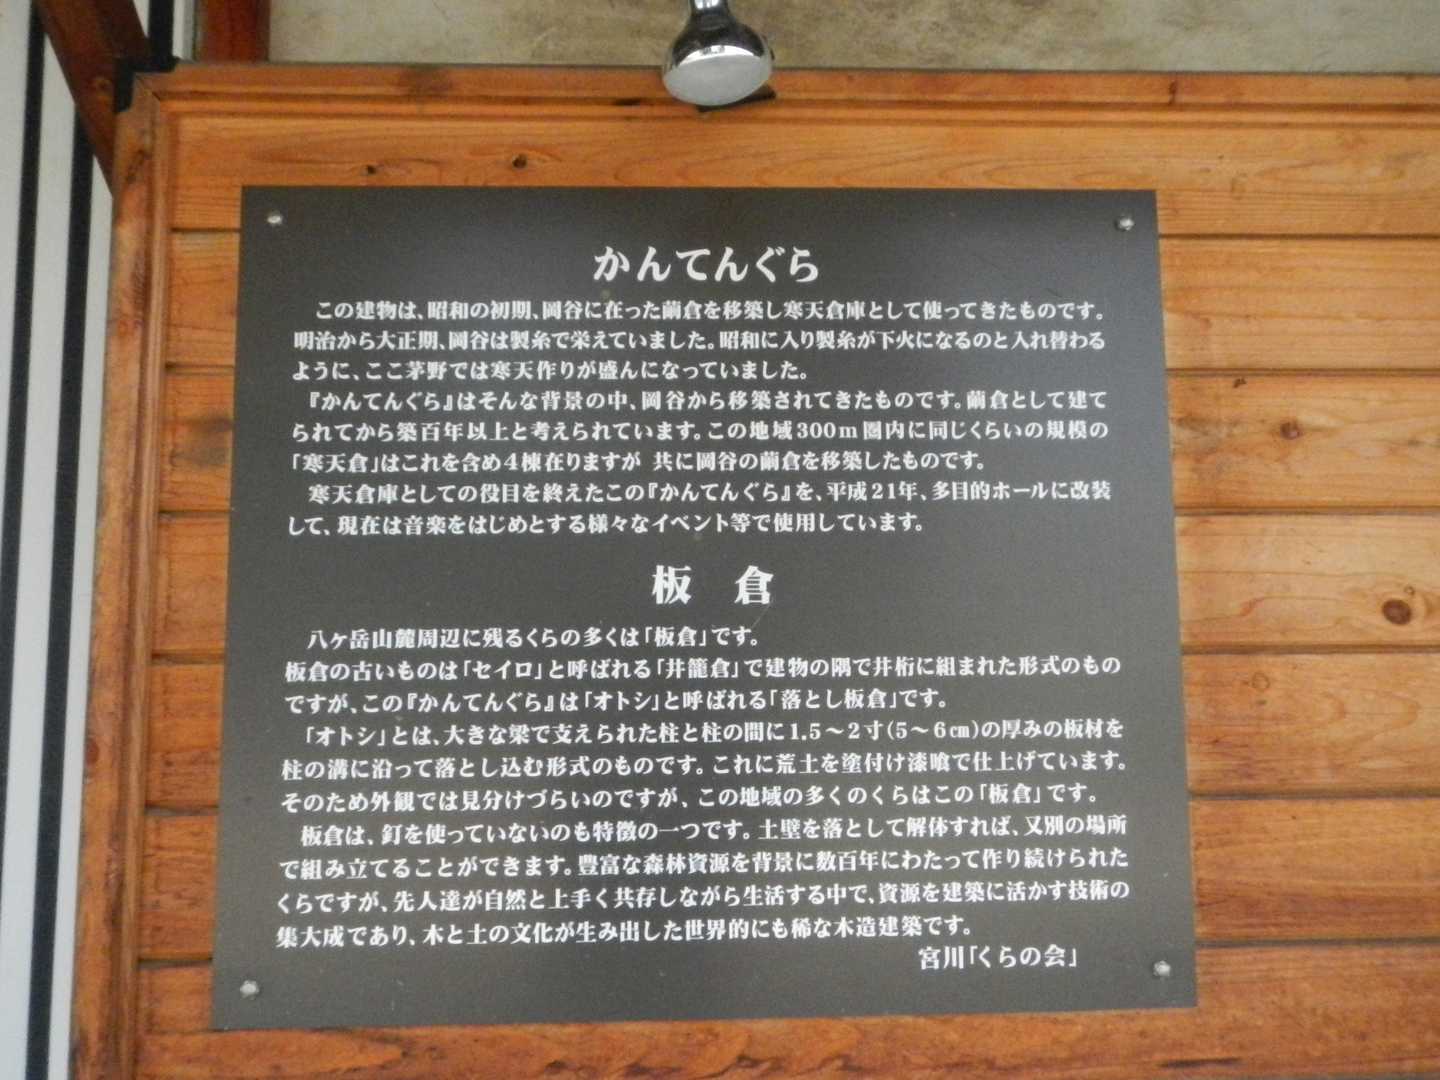 かんてんぐら
この建物は、昭和の初期、岡谷に在った繭倉を移築し寒天倉庫として使ってきたものです。
明治から大正期、岡谷は製糸で栄えていました。昭和に入り製糸が下火になるのと入れ替わる
ように、ここ茅野では寒天作りが盛んになっていました。
『かんてんぐら』はそんな背景の中、岡谷から移築されてきたものです。繭倉として建て
られてから築百年以上と考えられています。この地域300m圏内に同じくらいの規模の
「寒天倉」はこれを含め4棟在りますが 共に岡谷の繭倉を移築したものです。
寒天倉庫としての役目を終えたこの『かんてんぐら』を、平成21年、多目的ホールに改装
して、現在は音楽をはじめとする様々なイベント等で使用しています。
板 倉
八ヶ岳山麓周辺に残るくらの多くは「板倉」です。
板倉の古いものは「セイロ」と呼ばれる「井籠倉」で建物の隅で井桁に組まれた形式のもの
ですが、この『かんてんぐら』は「オトシ」と呼ばれる「落とし板倉」です。
「オトシ」とは、大きな梁で支えられた柱と柱の間に1.5～2寸(5～6㎝)の厚みの板材を
柱の溝に沿って落とし込む形式のものです。これに荒土を塗付け漆喰で仕上げています。
そのため外観では見分けづらいのですが、この地域の多くのくらはこの「板倉」です。
板倉は、釘を使っていないのも特徴の一つです。土壁を落として解体すれば、又別の場所
で組み立てることができます。豊富な森林資源を背景に数百年にわたって作り続けられた
くらですが、先人達が自然と上手く共存しながら生活する中で、資源を建築に活かす技術の
集大成であり、木と土の文化が生み出した世界的にも稀な木造建築です。
宮川「くらの会」